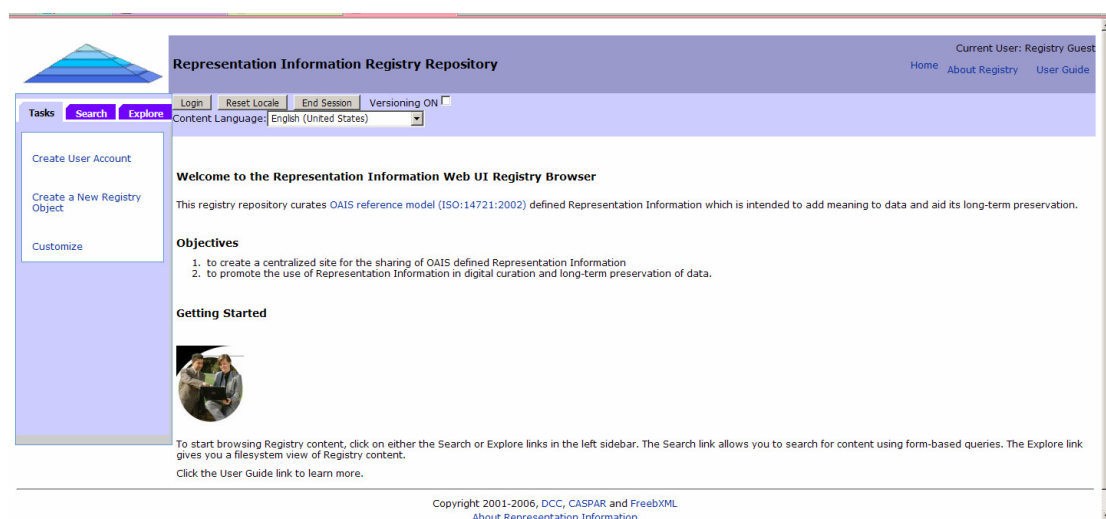 Current User: Registry Guest
Representation Information Registry Repository
Home About Registry User Guide
Login Reset Locale End Session Versioning ON
Tasks Search Explore
Content Language: English (United States)
Create User Account
Create a New Registry
Object
Customize
Welcome to the Representation Information Web UI Registry Browser
This registry repository curates OAIS reference model (ISO:14721:2002) defined Representation Information which is intended to add meaning to data and aid its long-term preservation.
Objectives
1. to create a centralized site for the sharing of OAIS defined Representation Information
2. to promote the use of Representation Information in digital curation and long-term preservation of data.
Getting Started
To start browsing Registry content, click on either the Search or Explore links in the left sidebar. The Search link allows you to search for content using form-based queries. The Explore link
gives you a filesystem view of Registry content.
Click the User Guide link to learn more.
Copyright 2001-2006, DCC, CASPAR and FreebXML
About Representation Information